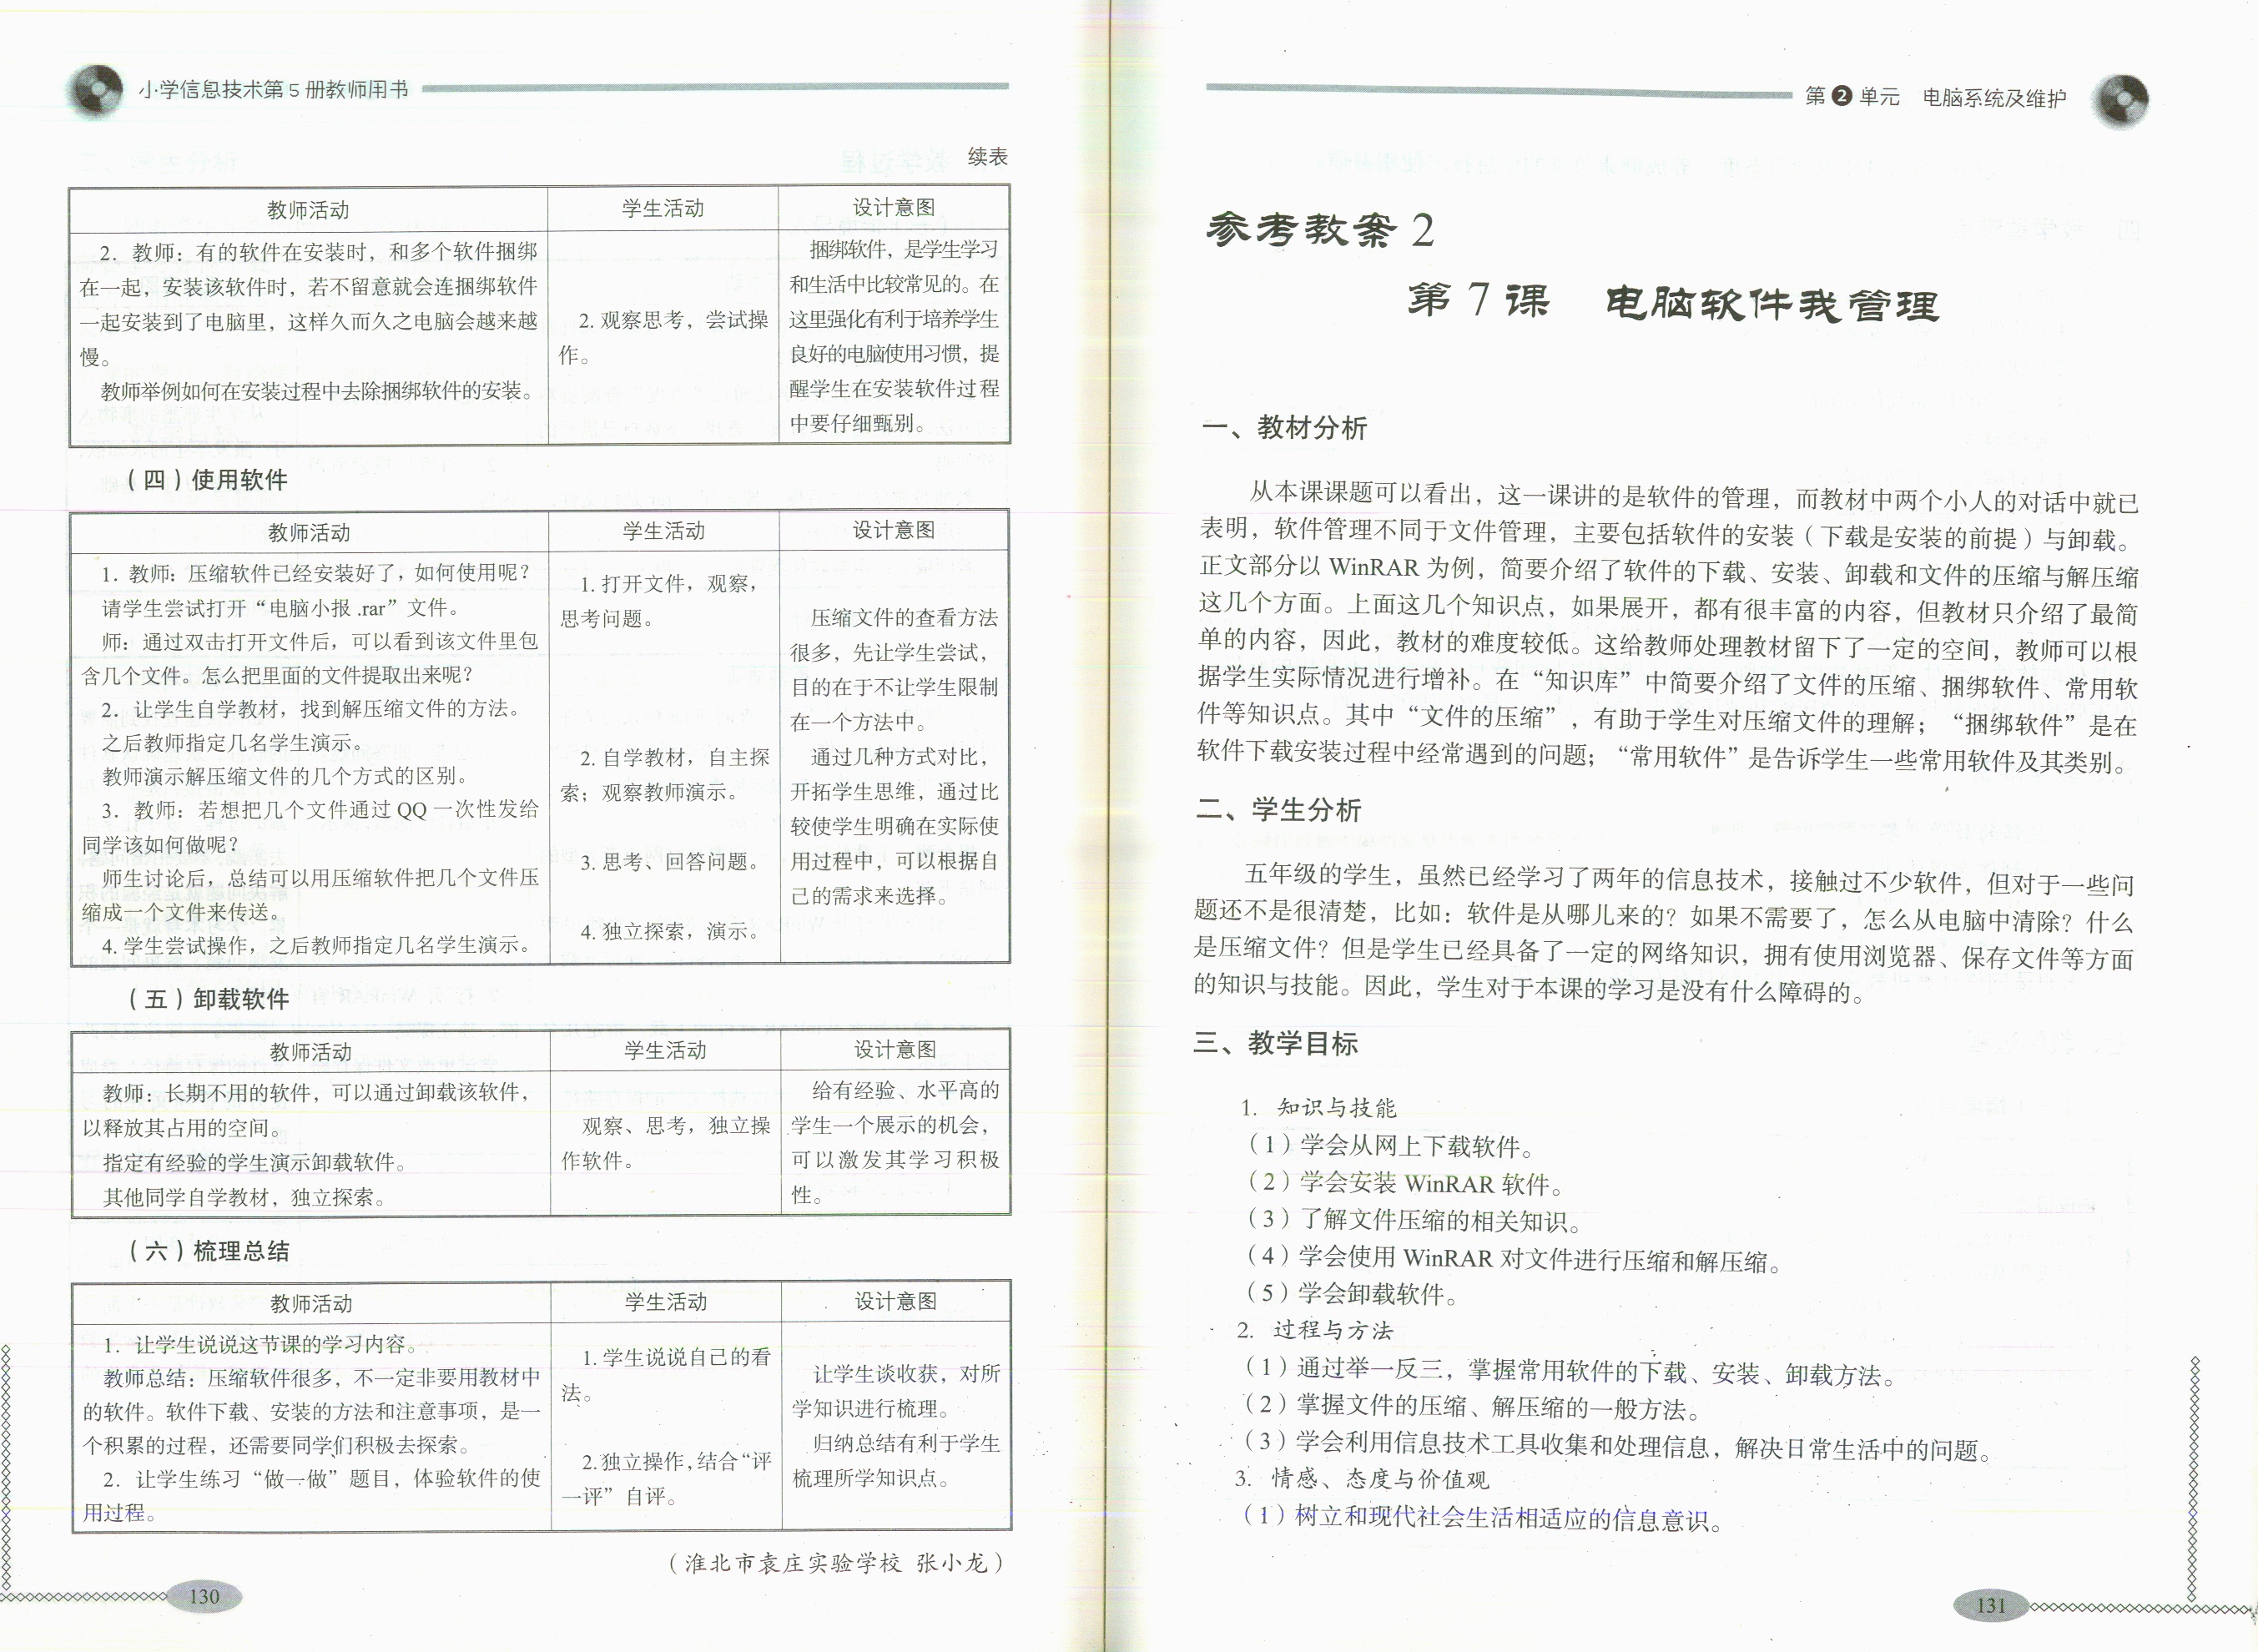 小学信息技术第5册教师用书
续表
教师活动
学生活动
设计意图
2. 教师：有的软件在安装时，和多个软件捆绑
在一起，安装该软件时，若不留意就会连捆绑软件
一起安装到了电脑里，这样久而久之电脑会越来越
慢。
教师举例如何在安装过程中去除捆绑软件的安装。
2. 观察思考，尝试操
作。
捆绑软件，是学生学习
和生活中比较常见的。在
这里强化有利于培养学生
良好的电脑使用习惯，提
醒学生在安装软件过程
中要仔细甄别。
（四）使用软件
教师活动
学生活动
设计意图
1. 教师：压缩软件已经安装好了，如何使用呢？
请学生尝试打开“电脑小报.rar”文件。
师：通过双击打开文件后，可以看到该文件里包
含几个文件。怎么把里面的文件提取出来呢？
2. 让学生自学教材，找到解压缩文件的方法。
之后教师指定几名学生演示。
教师演示解压缩文件的几个方式的区别。
3. 教师：若想把几个文件通过 QQ 一次性发给
同学该如何做呢？
师生讨论后，总结可以用压缩软件把几个文件压
缩成一个文件来传送。
4. 学生尝试操作，之后教师指定几名学生演示。
1. 打开文件，观察，
思考问题。
2. 自学教材，自主探
索；观察教师演示。
3. 思考、回答问题。
4. 独立探索，演示。
压缩文件的查看方法
很多，先让学生尝试，
目的在于不让学生限制
在一个方法中。
通过几种方式对比，
开拓学生思维，通过比
较使学生明确在实际使
用过程中，可以根据自
己的需求来选择。
（五）卸载软件
教师活动
学生活动
设计意图
教师：长期不用的软件，可以通过卸载该软件，
以释放其占用的空间。
指定有经验的学生演示卸载软件。
其他同学自学教材，独立探索。
观察、思考，独立操
作软件。
给有经验、水平高的
学生一个展示的机会，
可以激发其学习积极
性。
（六）梳理总结
教师活动
学生活动
设计意图
1. 让学生说说这节课的学习内容。
教师总结：压缩软件很多，不一定非要用教材中
的软件。软件下载、安装的方法和注意事项，是一
个积累的过程，还需要同学们积极去探索。
2. 让学生练习“做一做”题目，体验软件的使
用过程。
1. 学生说说自己的看
法。
2.独立操作，结合“评
一评”自评。
让学生谈收获，对所
学知识进行梳理。
归纳总结有利于学生
梳理所学知识点。
（淮北市袁庄实验学校 张小龙）
130
第2单元 电脑系统及维护
参考教案 2
第 7 课 电脑软件我管理
一、教材分析
从本课课题可以看出，这一课讲的是软件的管理，而教材中两个小人的对话中就已
表明，软件管理不同于文件管理，主要包括软件的安装（下载是安装的前提）与卸载。
正文部分以 WinRAR 为例，简要介绍了软件的下载、安装、卸载和文件的压缩与解压缩
这几个方面。上面这几个知识点，如果展开，都有很丰富的内容，但教材只介绍了最简
单的内容，因此，教材的难度较低。这给教师处理教材留下了一定的空间，教师可以根
据学生实际情况进行增补。在“知识库”中简要介绍了文件的压缩、捆绑软件、常用软
件等知识点。其中“文件的压缩”，有助于学生对压缩文件的理解；“捆绑软件”是在
软件下载安装过程中经常遇到的问题；“常用软件”是告诉学生一些常用软件及其类别。
二、学生分析
五年级的学生，虽然已经学习了两年的信息技术，接触过不少软件，但对于一些问
题还不是很清楚，比如：软件是从哪儿来的？如果不需要了，怎么从电脑中清除？什么
是压缩文件？但是学生已经具备了一定的网络知识，拥有使用浏览器、保存文件等方面
的知识与技能。因此，学生对于本课的学习是没有什么障碍的。
三、教学目标
1. 知识与技能
（1）学会从网上下载软件。
（2）学会安装 WinRAR 软件。
（3）了解文件压缩的相关知识。
（4）学会使用 WinRAR 对文件进行压缩和解压缩。
（5）学会卸载软件。
2. 过程与方法
（1）通过举一反三，掌握常用软件的下载、安装、卸载方法。
（2）掌握文件的压缩、解压缩的一般方法。
（3）学会利用信息技术工具收集和处理信息，解决日常生活中的问题。
3. 情感、态度与价值观
（1）树立和现代社会生活相适应的信息意识。
131